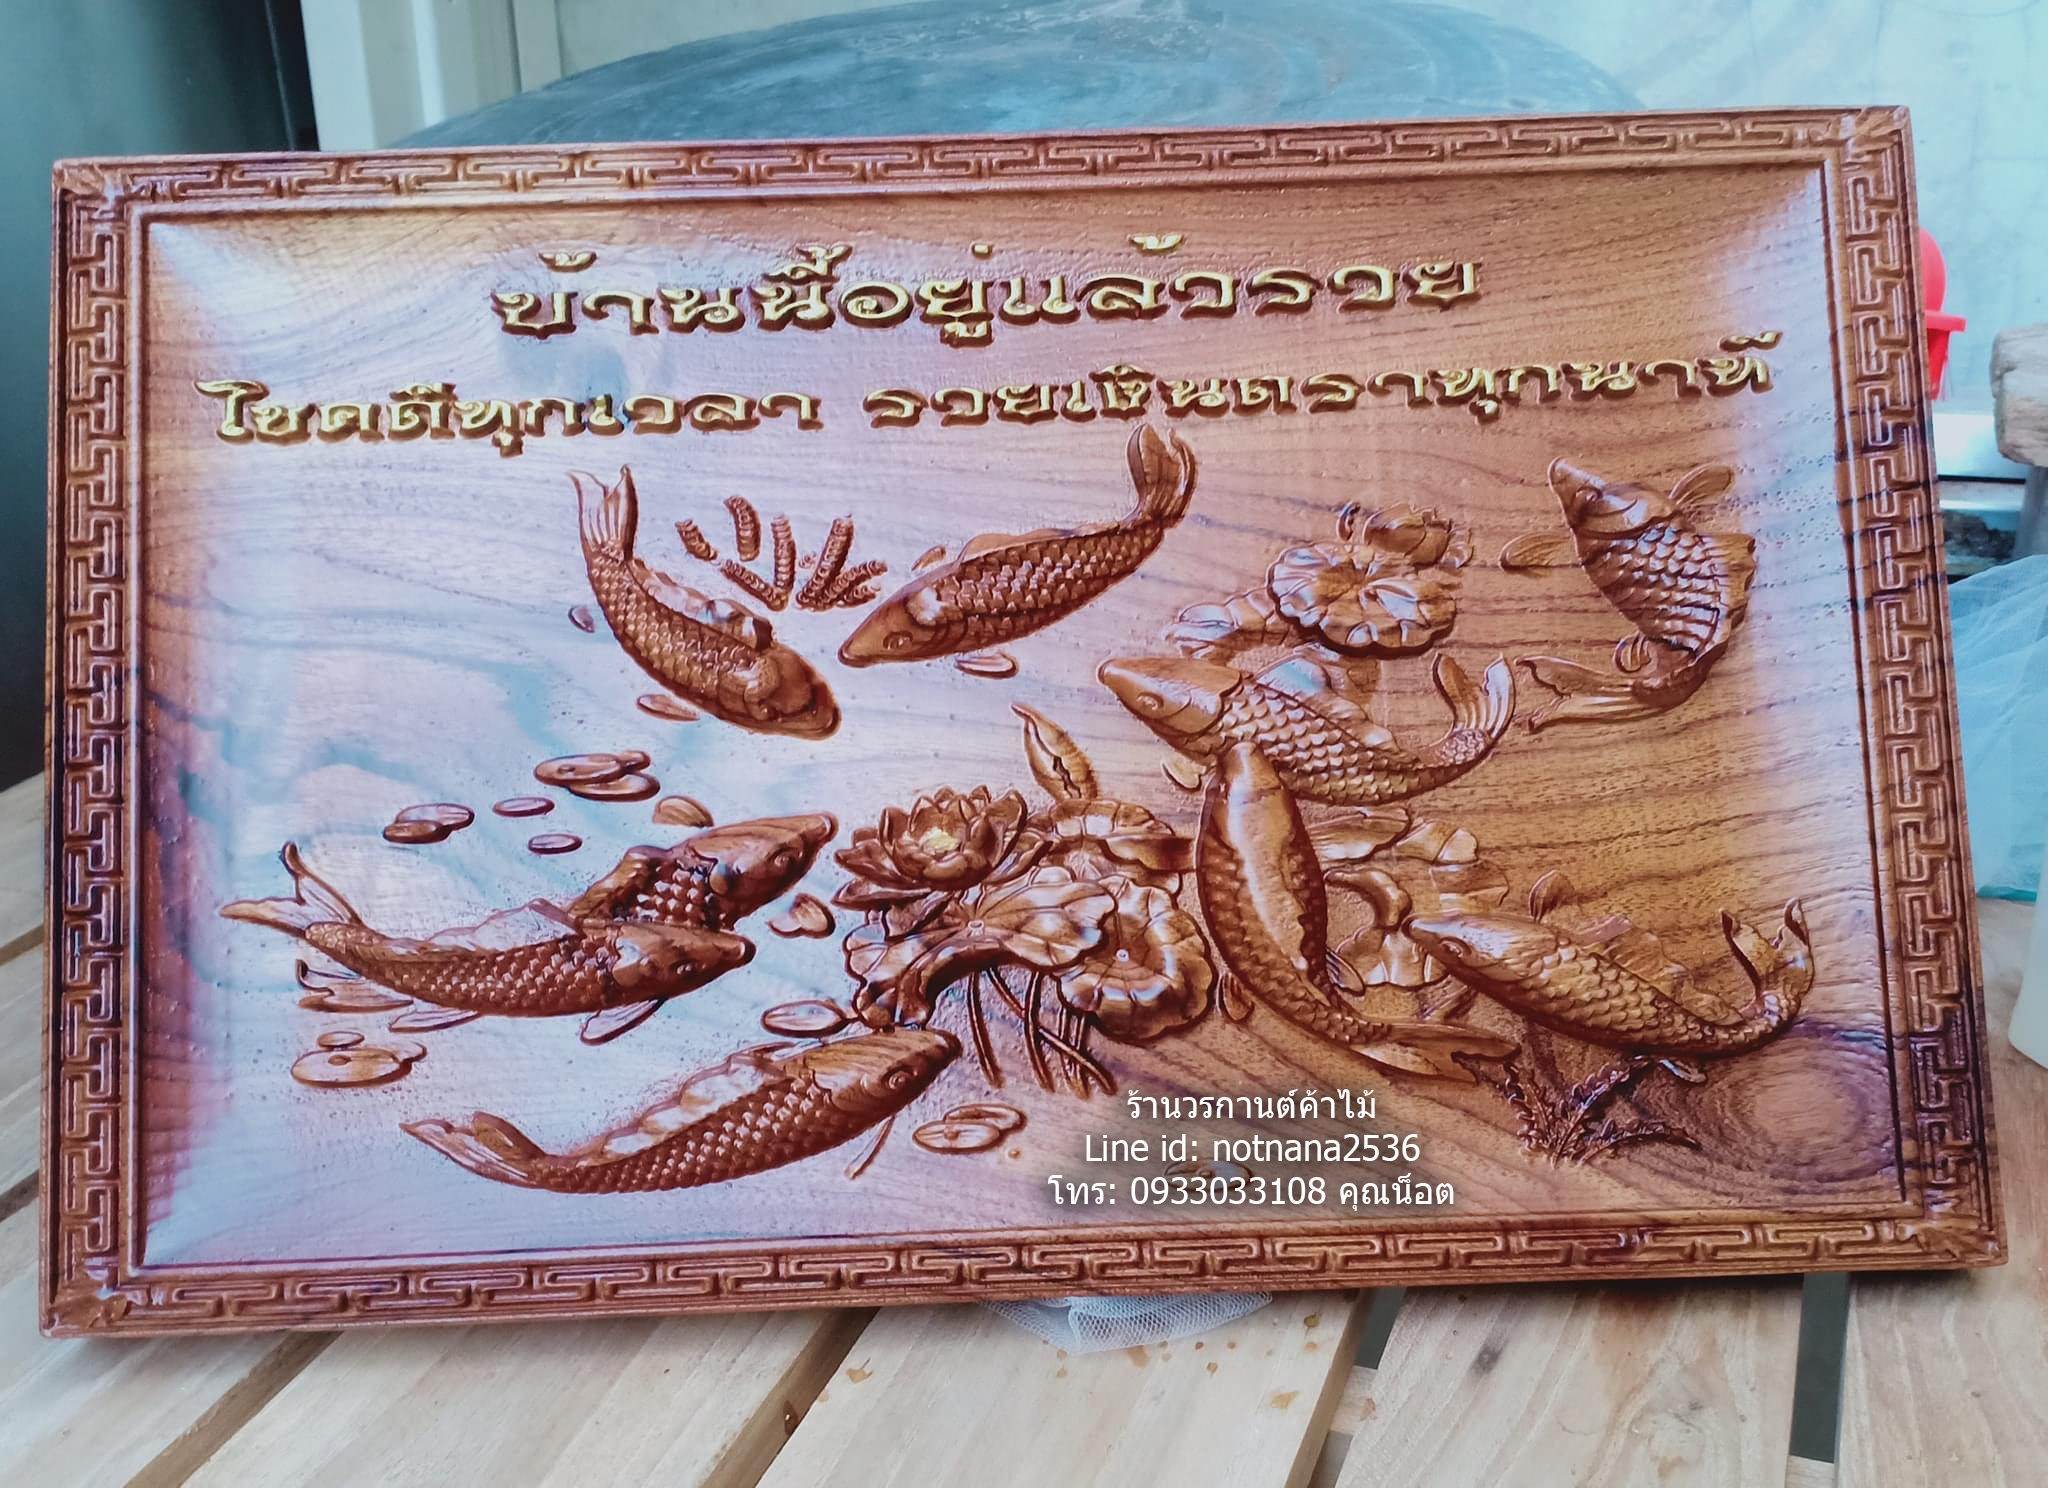 บ้านนี้อยู่แล้วรวย
โชคดีทุกเวลา รวยเงินตราทุกนาที
ร้านวรกานต์ค้าไม้
Line id: notnana2536
โทร: 0933033108 คุณน็อต